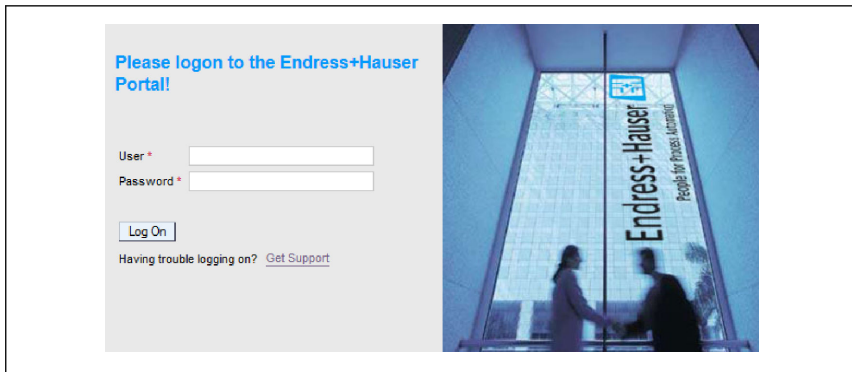 Please logon to the Endress+Hauser
Portal!
User *
Password *
Log On
Having trouble logging on? Get Support
Endress+Hauser
People for Process Automation